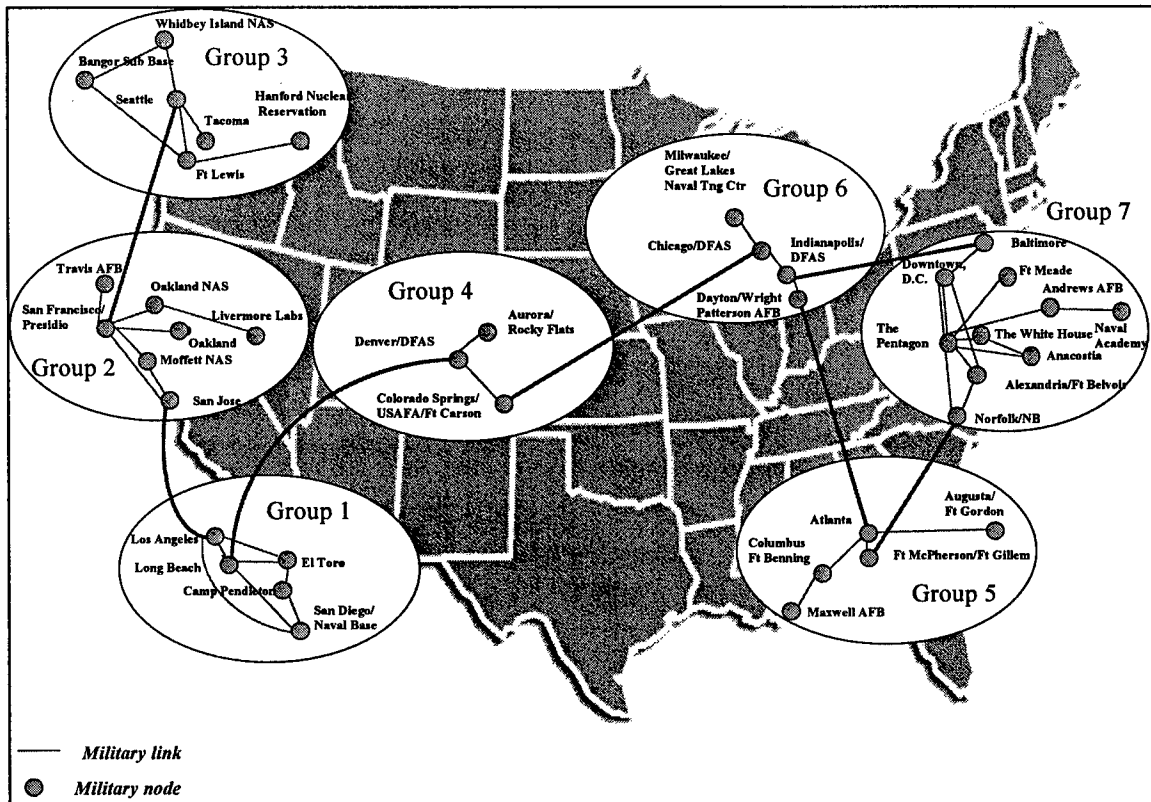 Whidbey Island NAS
Group 3
Bangor Sub Base
Seattle
Hanford Nuclear
Reservation
Tacoma
Ft Lewis
Milwaukee/
Great Lakes
Naval Tng Ctr
Group 6
Chicago/DFAS
Indianapolis/
DFAS
Dayton/Wright
Patterson AFB
Group 7
Baltimore
Downtown,
D.C.
Ft Meade
Andrews AFB
The
Pentagon
The White House
Naval
Academy
Anacostia
Alexandria/Ft Belvoir
Norfolk/NB
Travis AFB
Oakland NAS
San Francisco/
Presidio
Livermore Labs
Oakland
Moffett NAS
Group 2
San Jose
Group 4
Aurora/
Rocky Flats
Denver/DFAS
Colorado Springs/
USAFA/Ft Carson
Group 1
Los Angeles
Long Beach
El Toro
Camp Pendleton
San Diego/
Naval Base
Augusta/
Ft Gordon
Atlanta
Columbus
Ft Benning
Ft McPherson/Ft Gillem
Group 5
Maxwell AFB
Military link
Military node